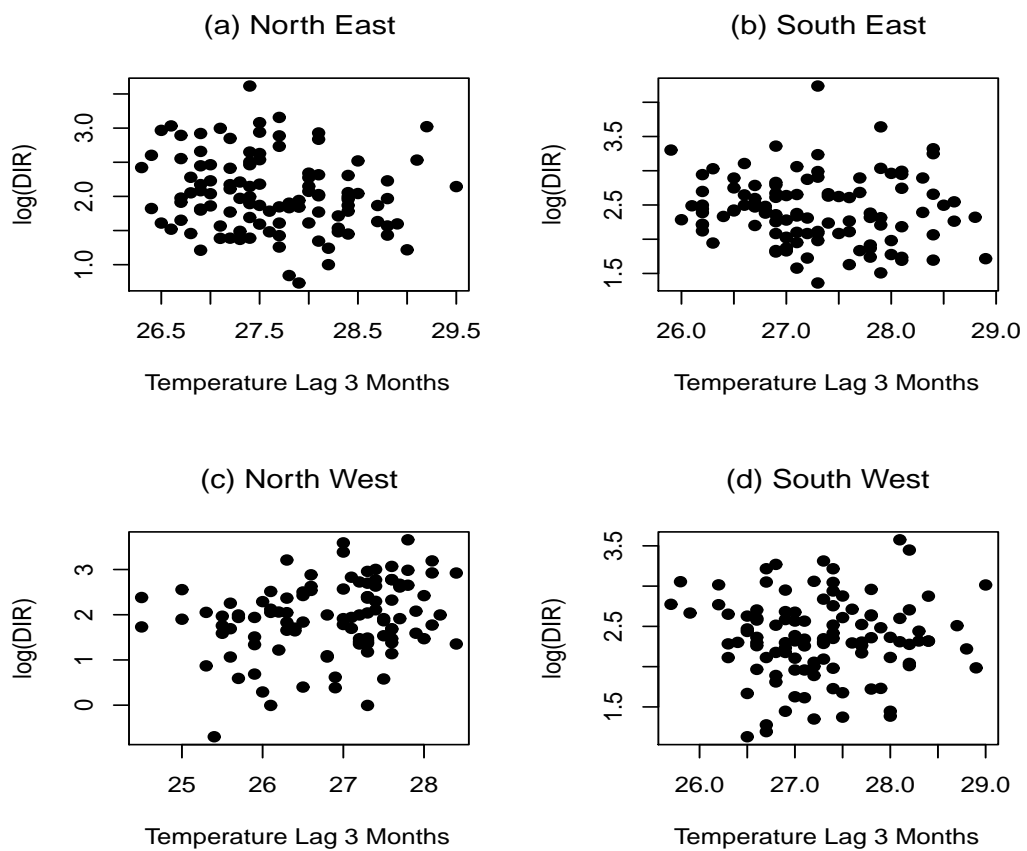 (a) North East
log(DIR)
1.0 2.0 3.0
26.5 27.5 28.5 29.5
Temperature Lag 3 Months
(b) South East
log(DIR)
1.5 2.5 3.5
26.0 27.0 28.0 29.0
Temperature Lag 3 Months
(c) North West
log(DIR)
0 1 2 3
25 26 27 28
Temperature Lag 3 Months
(d) South West
log(DIR)
1.5 2.5 3.5
26.0 27.0 28.0 29.0
Temperature Lag 3 Months